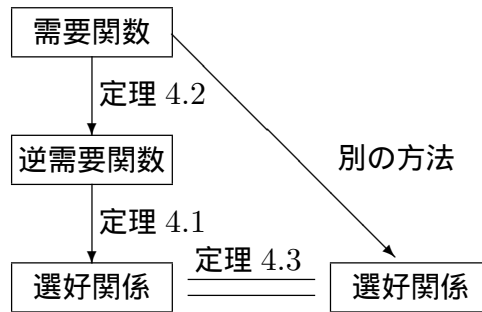 需要関数
定理 4.2
逆需要関数
別の方法
定理 4.1
定理 4.3
選好関係
選好関係